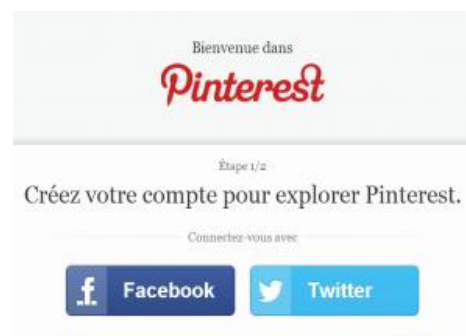 Bienvenue dans
Pinterest
Étape 1/2
Créez votre compte pour explorer Pinterest.
Connectez-vous avec
Facebook Twitter